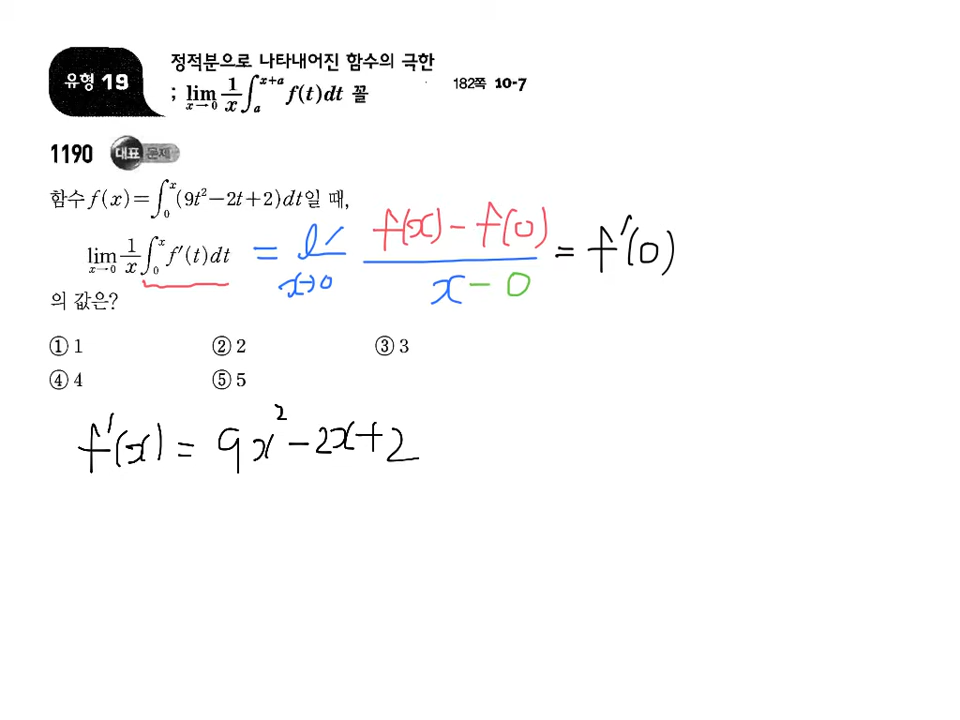 유형 19
정적분으로 나타내어진 함수의 극한
; lim x→0 1/x ∫_a^{x+a} f(t)dt 꼴
182쪽 10-7
1190 대표 문제
함수 f(x)=∫_0^x (9t²−2t+2)dt일 때,
lim x→0 1/x ∫_0^x f′(t)dt = lim x→0 (f(x) − f(0))/(x − 0) = f′(0)
의 값은?
① 1 ② 2 ③ 3
④ 4 ⑤ 5
f′(x) = 9x² − 2x + 2